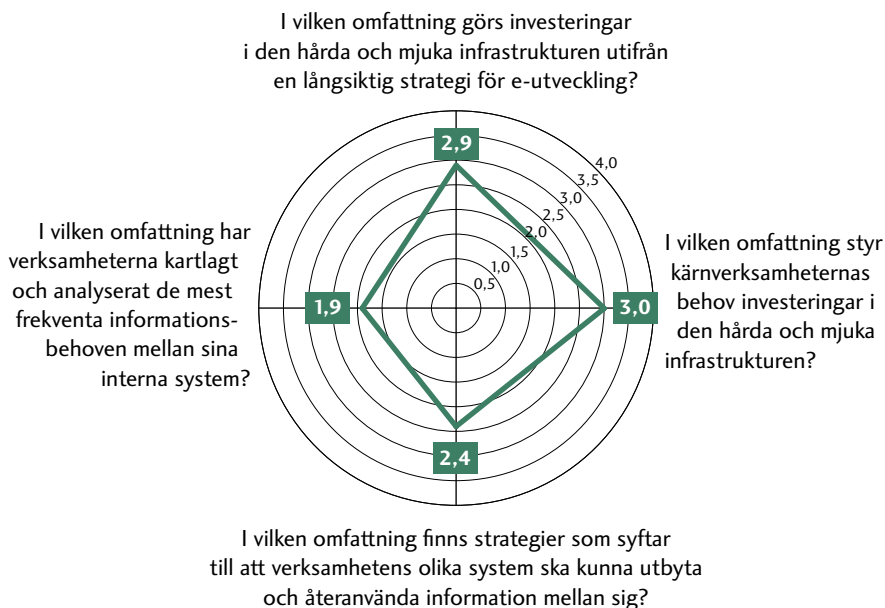 I vilken omfattning görs investeringar
i den hårda och mjuka infrastrukturen utifrån
en långsiktig strategi för e-utveckling?
2,9
4,0
3,5
3,0
2,5
2,0
1,5
1,0
0,5
I vilken omfattning har
verksamheterna kartlagt
och analyserat de mest
frekventa informations-
behoven mellan sina
interna system?
1,9
3,0
I vilken omfattning styr
kärnverksamheternas
behov investeringar i
den hårda och mjuka
infrastrukturen?
2,4
I vilken omfattning finns strategier som syftar
till att verksamhetens olika system ska kunna utbyta
och återanvända information mellan sig?